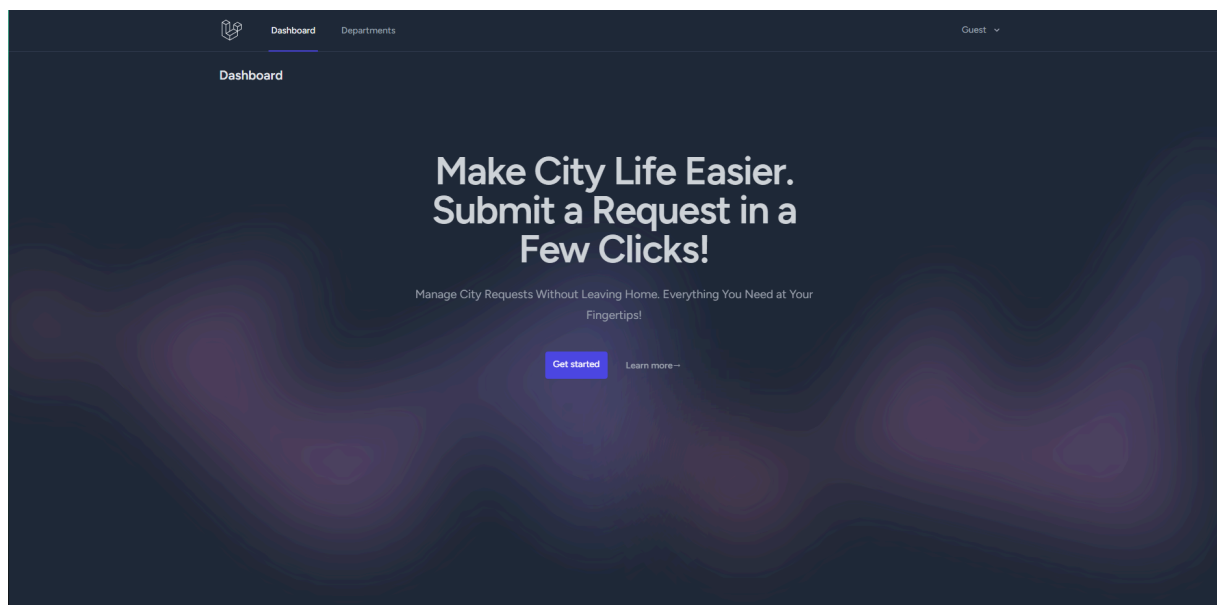 Dashboard
Departments
Guest
Dashboard
Make City Life Easier.
Submit a Request in a
Few Clicks!
Manage City Requests Without Leaving Home. Everything You Need at Your
Fingertips!
Get started
Learn more→